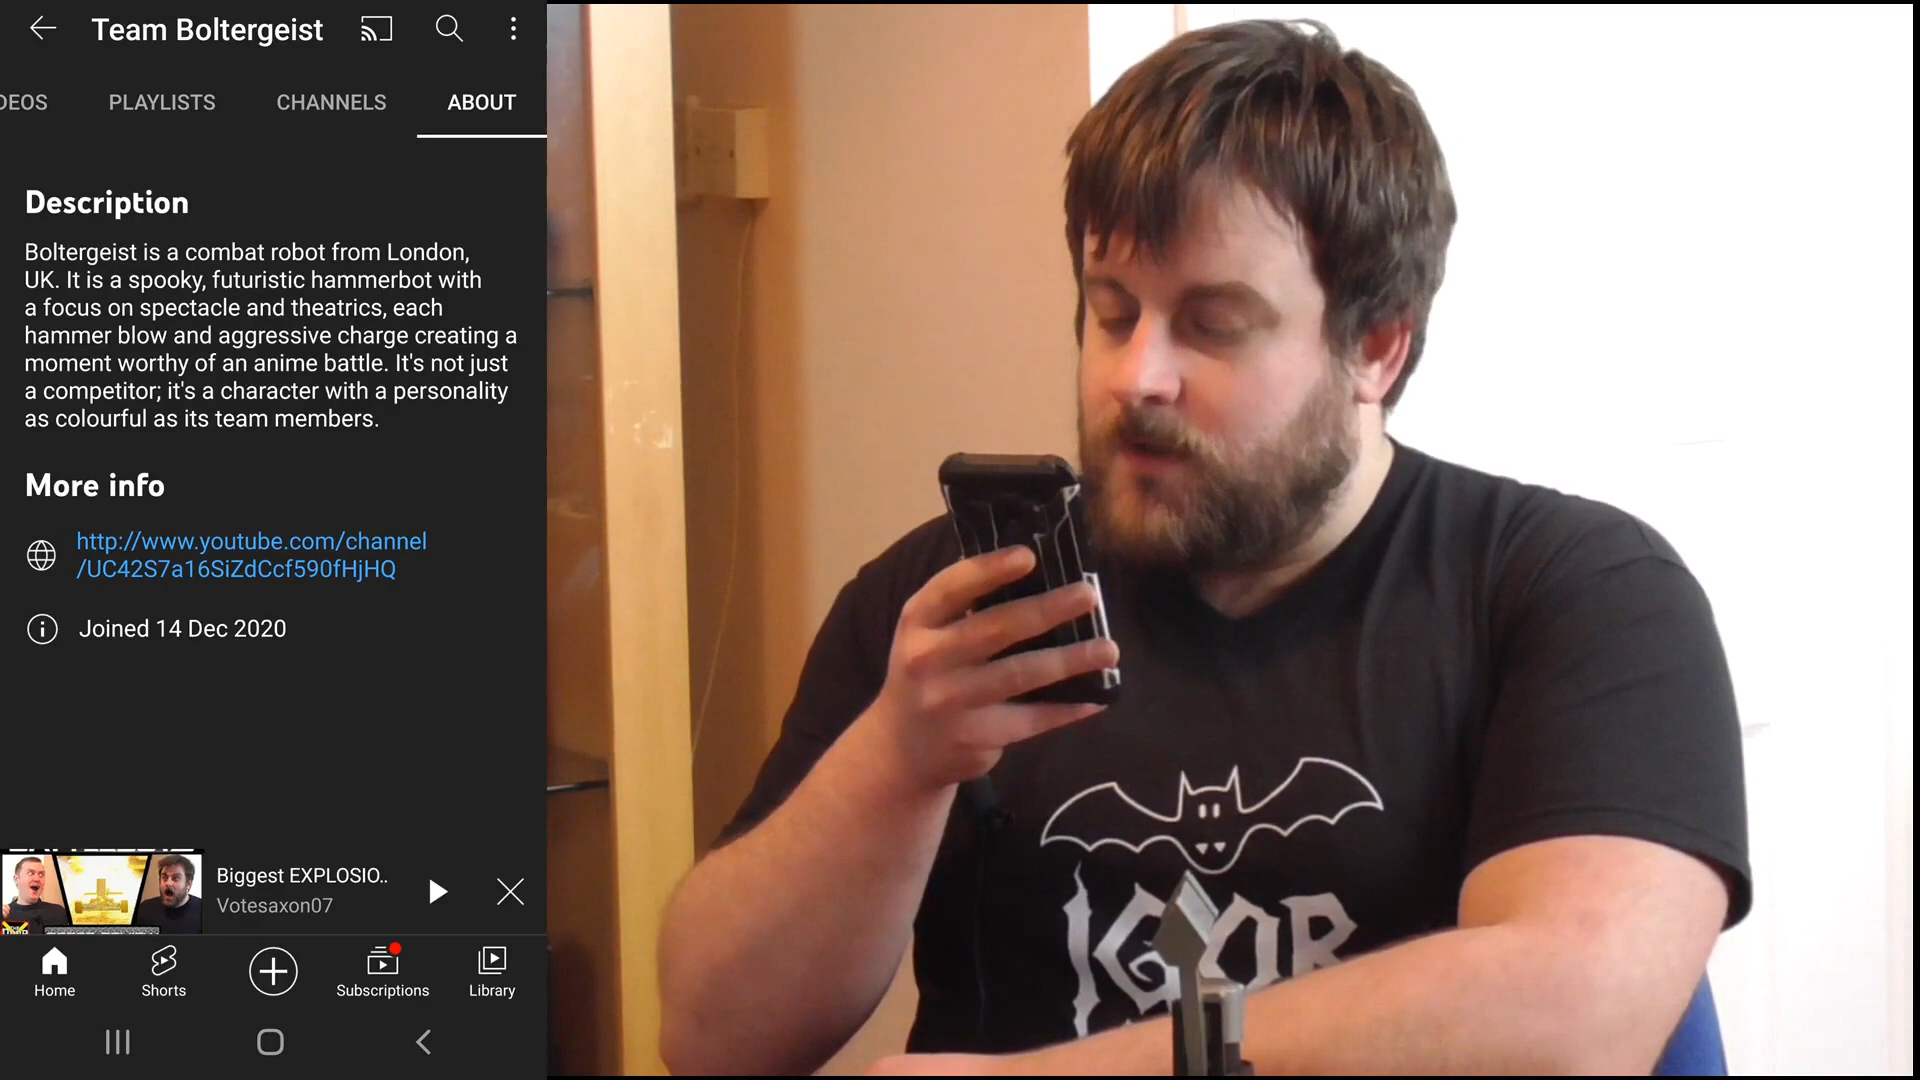 Team Boltergeist
DEOS PLAYLISTS CHANNELS ABOUT
Description
Boltergeist is a combat robot from London,
UK. It is a spooky, futuristic hammerbot with
a focus on spectacle and theatrics, each
hammer blow and aggressive charge creating a
moment worthy of an anime battle. It's not just
a competitor; it's a character with a personality
as colourful as its team members.
More info
http://www.youtube.com/channel
/UC42S7a16SiZdCcf590fHjHQ
Joined 14 Dec 2020
Biggest EXPLOSIO..
Votesaxon07
Home Shorts Subscriptions Library
IGOR